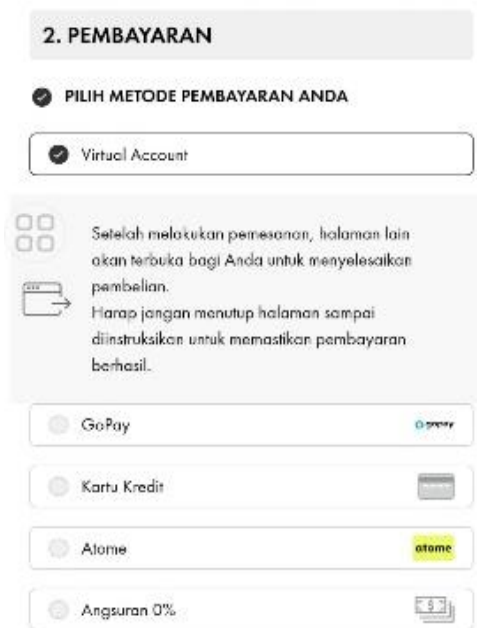 2. PEMBAYARAN
PILIH METODE PEMBAYARAN ANDA
Virtual Account
Setelah melakukan pemesanan, halaman lain
akan terbuka bagi Anda untuk menyelesaikan
pembelian.
Harap jangan menutup halaman sampai
diinstruksikan untuk memastikan pembayaran
berhasil.
GoPay
gopay
Kartu Kredit
Atome
atome
Angsuran 0%